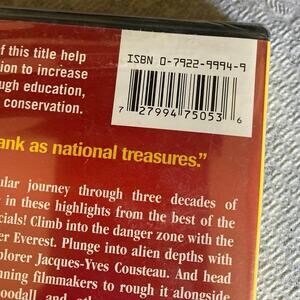 of this title help
ion to increase
ugh education,
conservation.
ISBN 0-7922-9994-9
7 27994 75053 6
ank as national treasures."
ular journey through three decades of
in these highlights from the best of the
cials! Climb into the danger zone with the
er Everest. Plunge into alien depths with
plorer Jacques-Yves Cousteau. And head
nning filmmakers to rough it alongside
oodall and